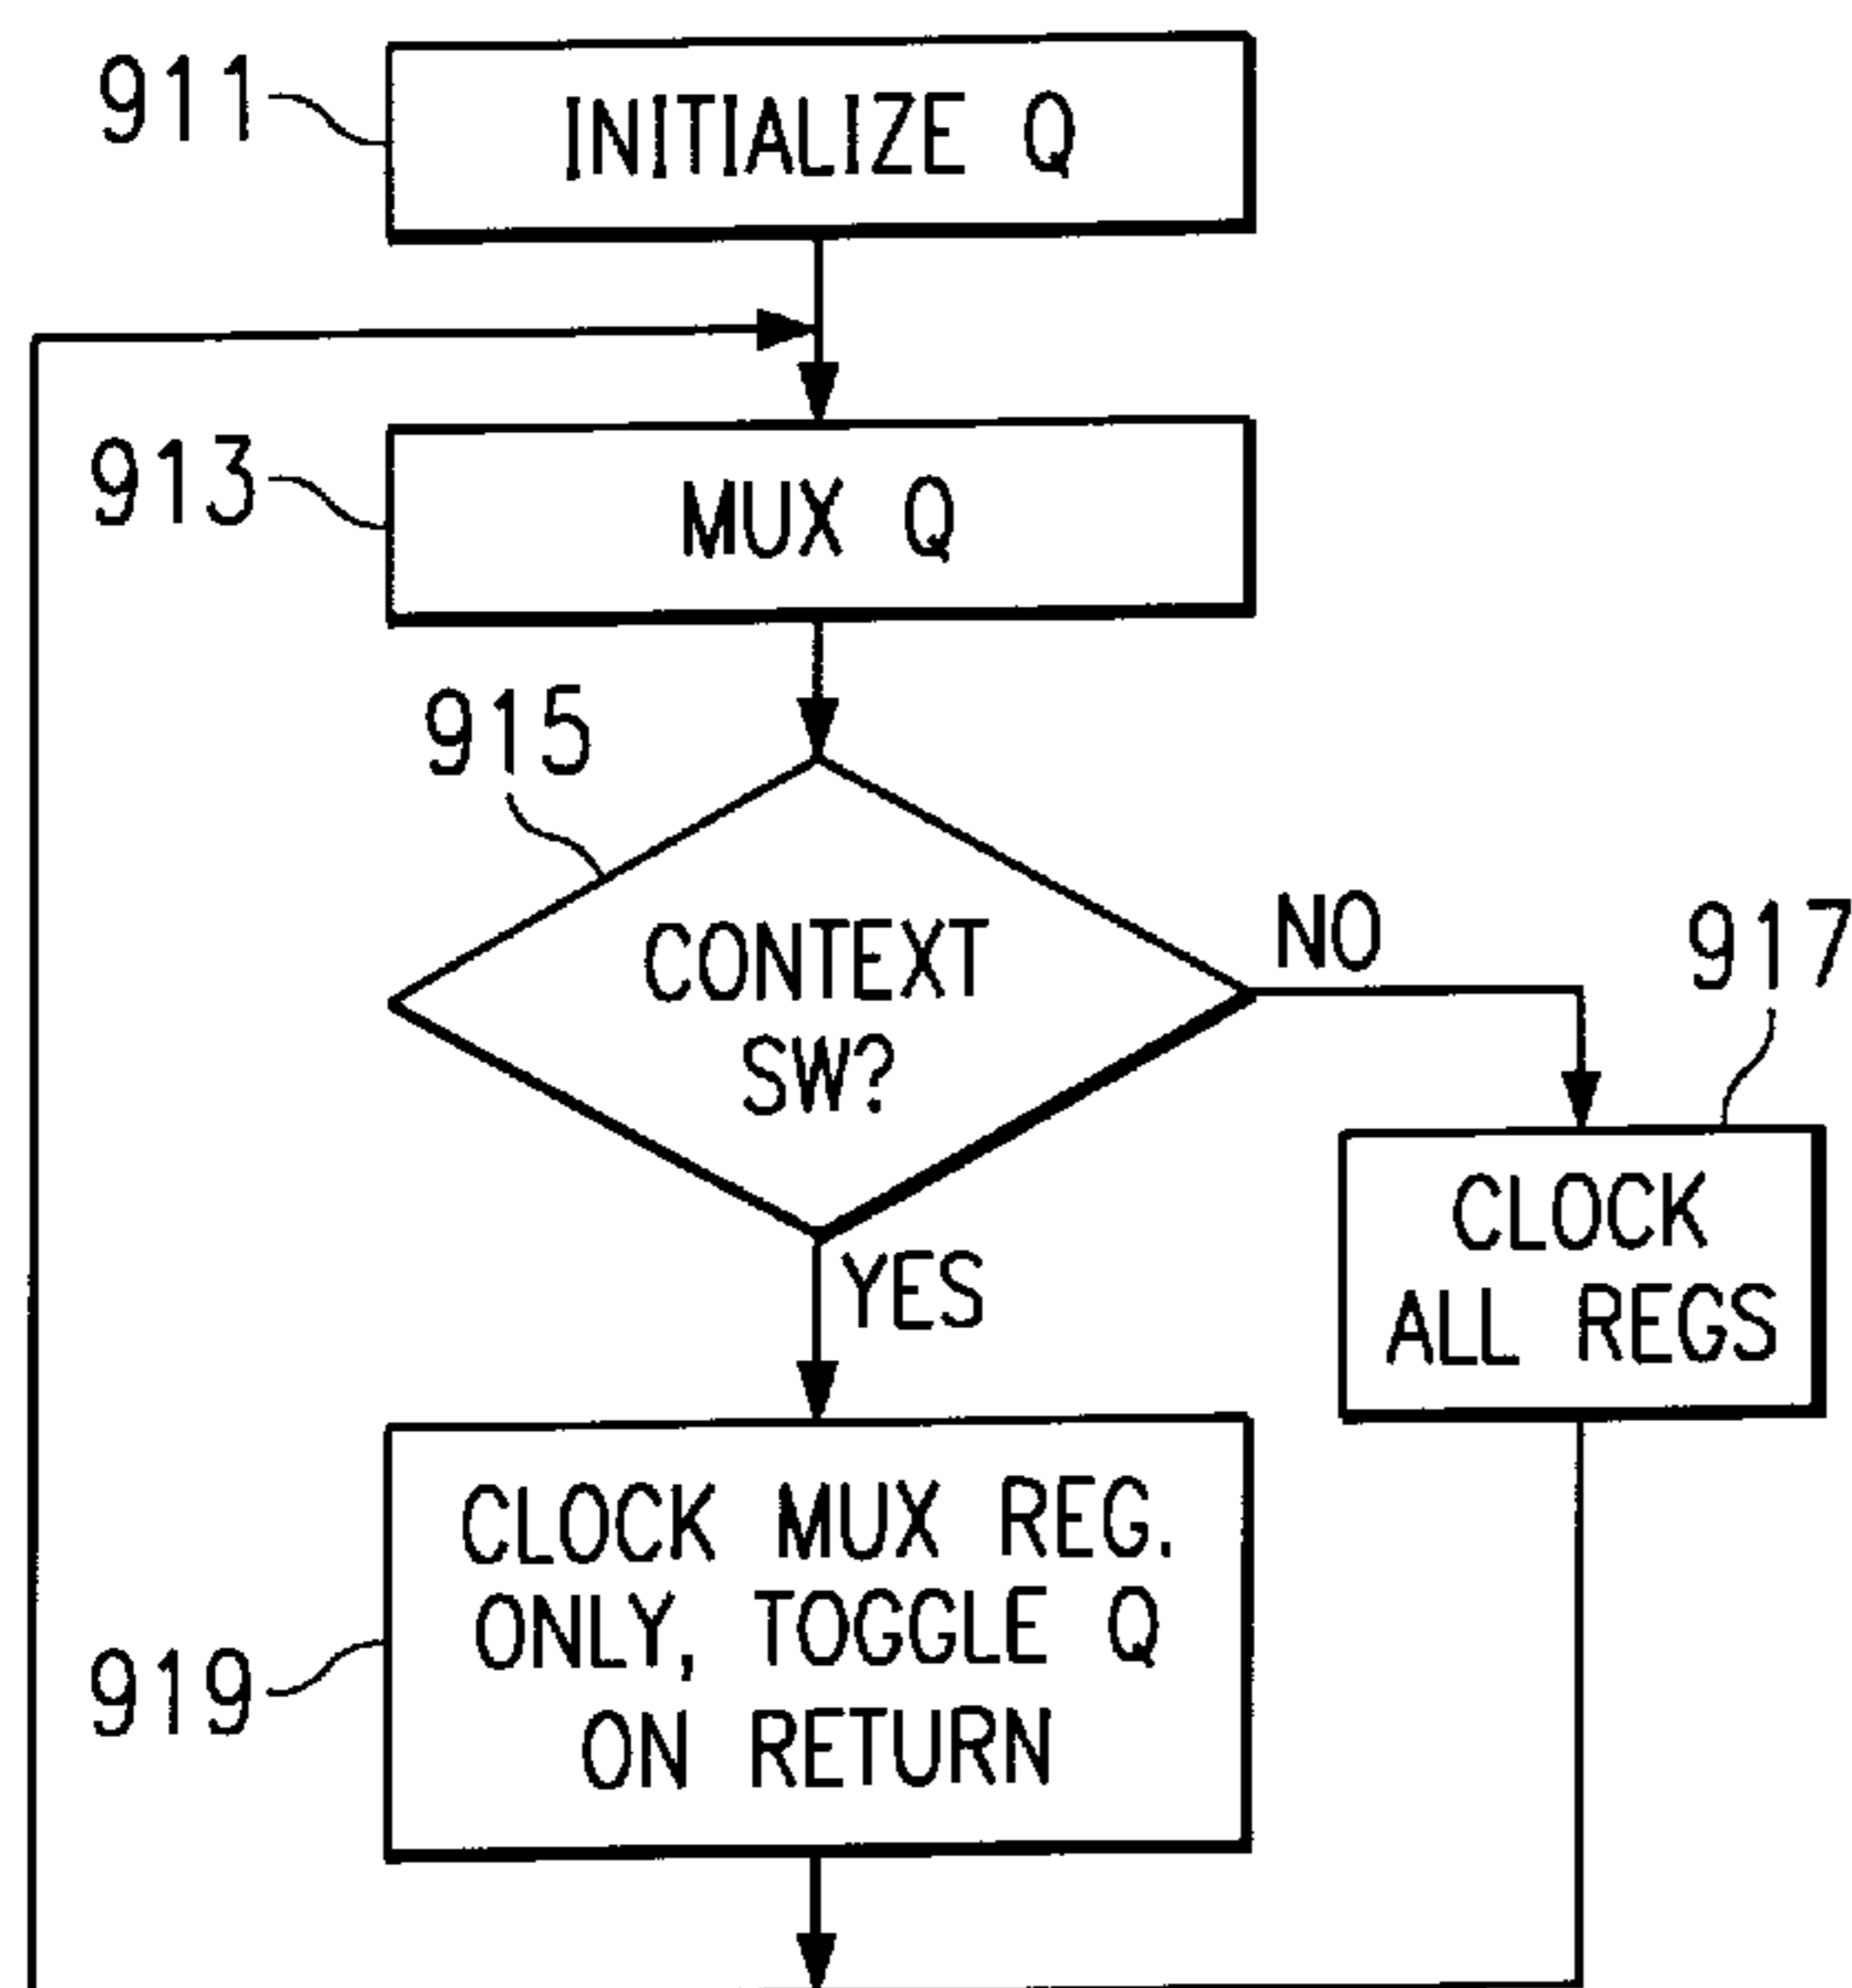 911
INITIALIZE Q
913
MUX Q
915
CONTEXT
SW?
NO
917
CLOCK
ALL REGS
YES
CLOCK MUX REG.
ONLY, TOGGLE Q
ON RETURN
919